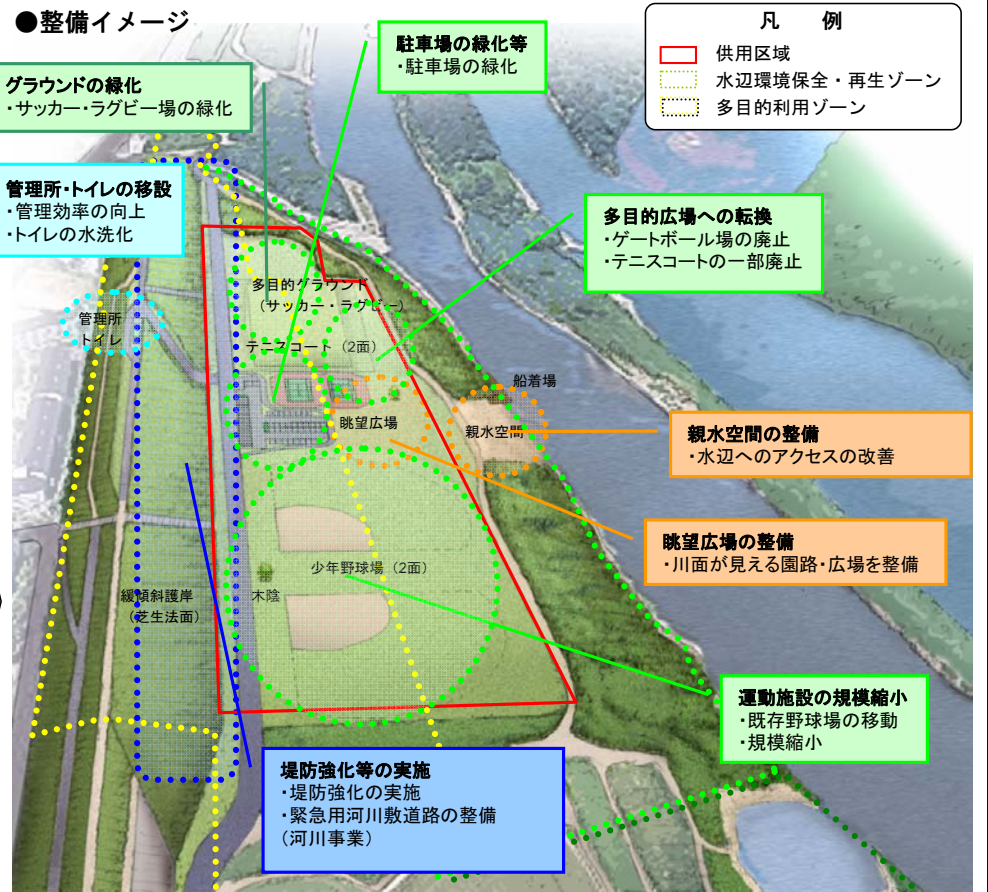 ●整備イメージ
凡　例
供用区域
水辺環境保全・再生ゾーン
多目的利用ゾーン
駐車場の緑化等
・駐車場の緑化
グラウンドの緑化
・サッカー・ラグビー場の緑化
管理所・トイレの移設
・管理効率の向上
・トイレの水洗化
多目的広場への転換
・ゲートボール場の廃止
・テニスコートの一部廃止
多目的グラウンド
（サッカー・ラグビー）
管理所
トイレ
テニスコート（2面）
船着場
眺望広場
親水空間
親水空間の整備
・水辺へのアクセスの改善
眺望広場の整備
・川面が見える園路・広場を整備
少年野球場（2面）
緩傾斜護岸
（芝生法面）
木陰
運動施設の規模縮小
・既存野球場の移動
・規模縮小
堤防強化等の実施
・堤防強化の実施
・緊急用河川敷道路の整備
（河川事業）